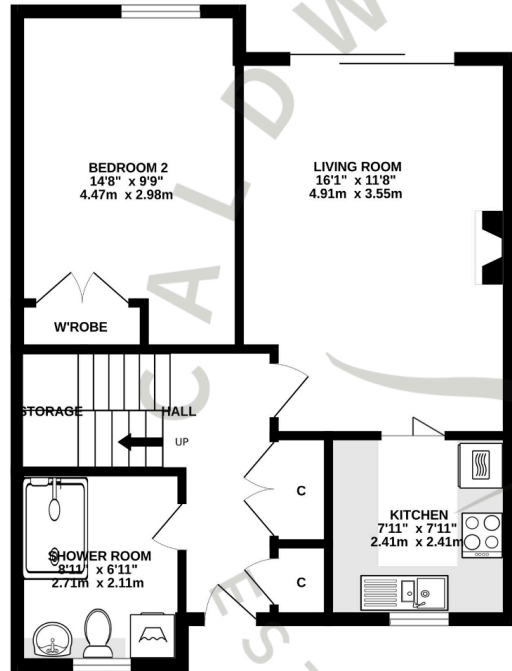 BEDROOM 2
14'8" x 9'9"
4.47m x 2.98m
LIVING ROOM
16'1" x 11'8"
4.91m x 3.55m
W'ROBE
STORAGE
HALL
UP
C
C
KITCHEN
7'11" x 7'11"
2.41m x 2.41m
SHOWER ROOM
8'11" x 6'11"
2.71m x 2.11m
CALDW
ES